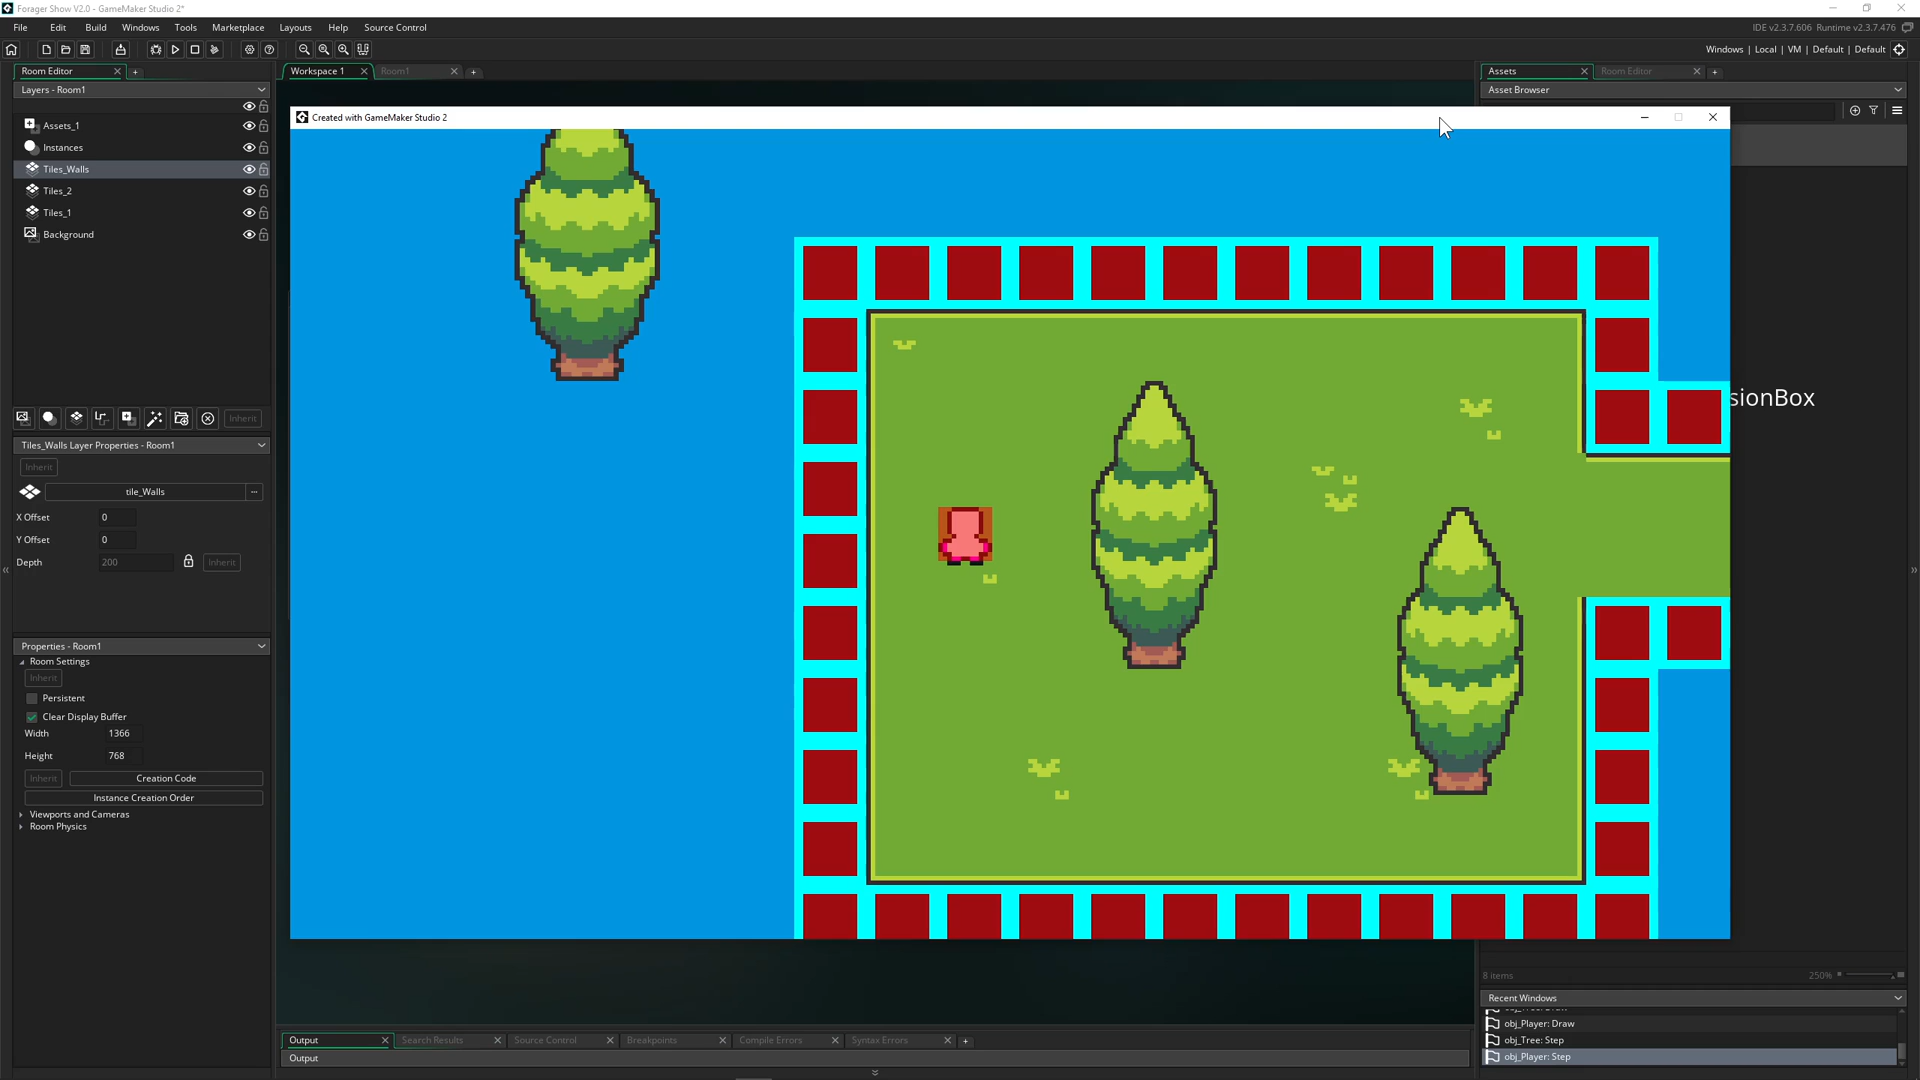 Forager Show V2.0 - GameMaker Studio 2*
File Edit Build Windows Tools Marketplace Layouts Help Source Control
IDE v2.3.7.606 Runtime v2.3.7.476
Windows | Local | VM | Default | Default
Room Editor
Workspace 1
Room1
Assets
Room Editor
Layers - Room1
Asset Browser
Created with GameMaker Studio 2
Assets_1
Instances
Tiles_Walls
Tiles_2
Tiles_1
Background
sionBox
Inherit
Tiles_Walls Layer Properties - Room1
Inherit
tile_Walls
X Offset 0
Y Offset 0
Depth 200 Inherit
Properties - Room1
Room Settings
Inherit
Persistent
Clear Display Buffer
Width 1366
Height 768
Inherit Creation Code
Instance Creation Order
Viewports and Cameras
Room Physics
8 items
250%
Recent Windows
obj_Tree: Draw
obj_Player: Draw
obj_Tree: Step
obj_Player: Step
Output Search Results Source Control Breakpoints Compile Errors Syntax Errors
Output